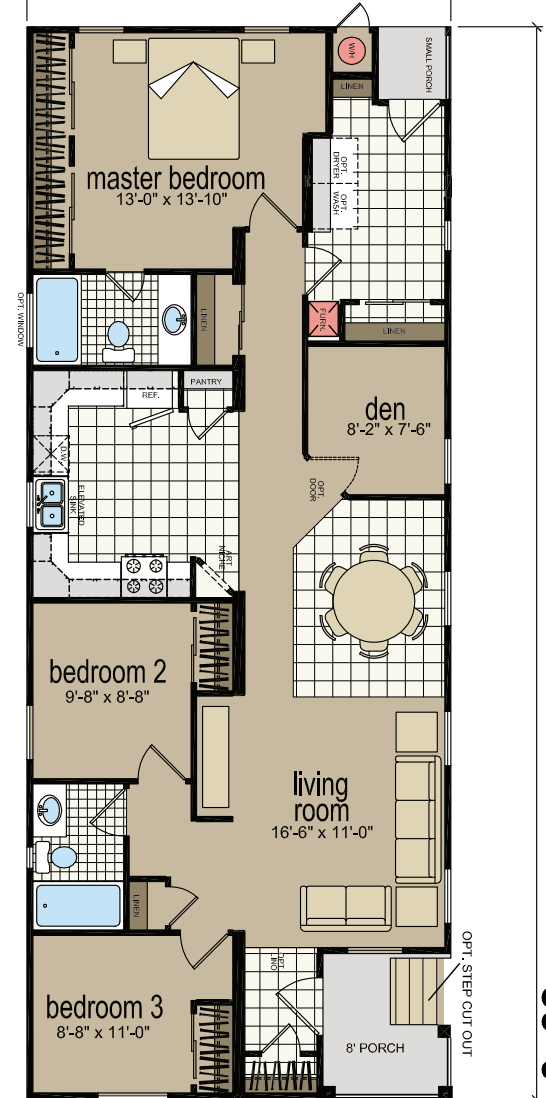 W/H
SMALL PORCH
LINEN
OPT.
DRYER
OPT.
WASH
master bedroom
13'-0" x 13'-10"
LINEN
FURN.
LINEN
OPT. WINDOW
REF.
PANTRY
den
8'-2" x 7'-6"
D.W.
ELEVATED
SINK
OPT.
DOOR
ART
NICHE
bedroom 2
9'-8" x 8'-8"
living
room
16'-6" x 11'-0"
LINEN
OPT.
LINO
OPT. STEP CUT OUT
bedroom 3
8'-8" x 11'-0"
8' PORCH